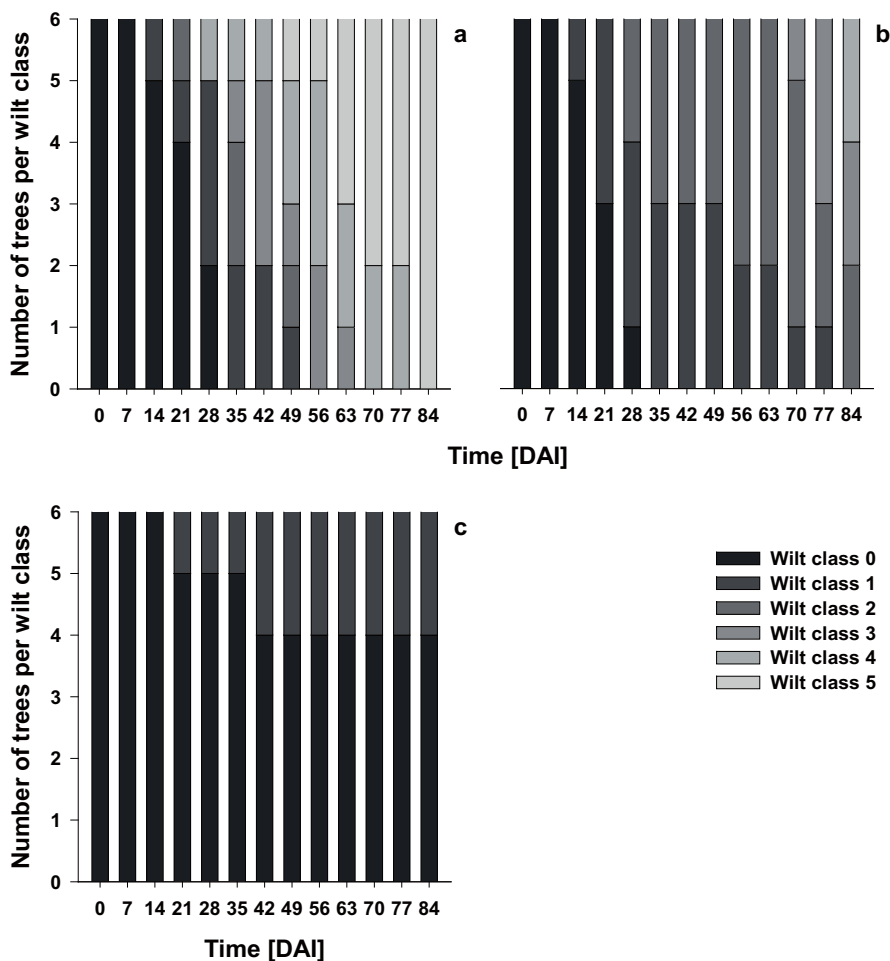 Number of trees per wilt class
6
5
4
3
2
1
0
a
0 7 14 21 28 35 42 49 56 63 70 77 84
b
0 7 14 21 28 35 42 49 56 63 70 77 84
Time [DAI]
Number of trees per wilt class
6
5
4
3
2
1
0
c
0 7 14 21 28 35 42 49 56 63 70 77 84
Time [DAI]
Wilt class 0
Wilt class 1
Wilt class 2
Wilt class 3
Wilt class 4
Wilt class 5